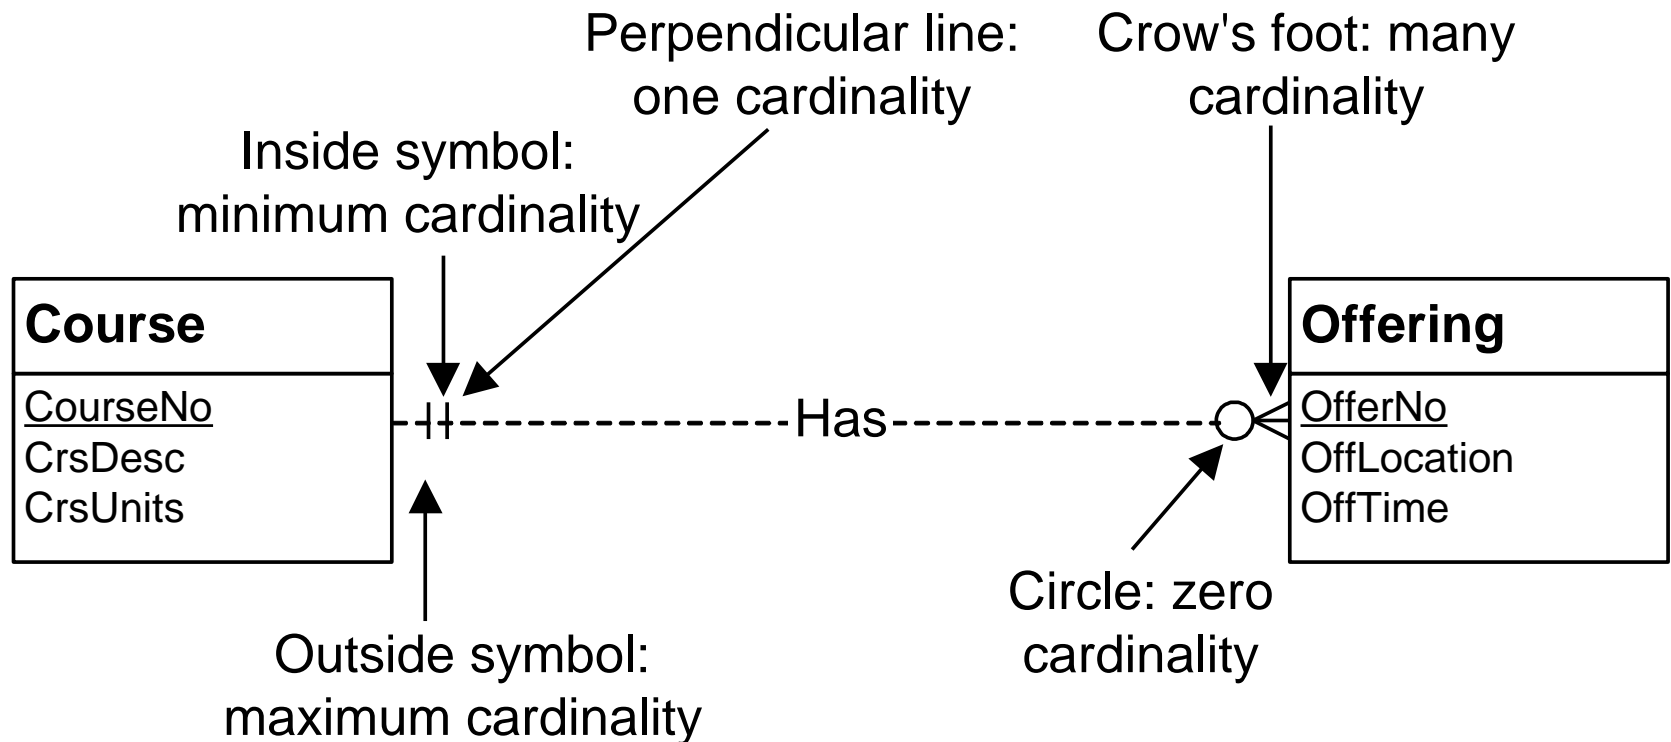 Perpendicular line:
one cardinality
Crow's foot: many
cardinality
Inside symbol:
minimum cardinality
Course
CourseNo
CrsDesc
CrsUnits
Has
Offering
OfferNo
OffLocation
OffTime
Outside symbol:
maximum cardinality
Circle: zero
cardinality